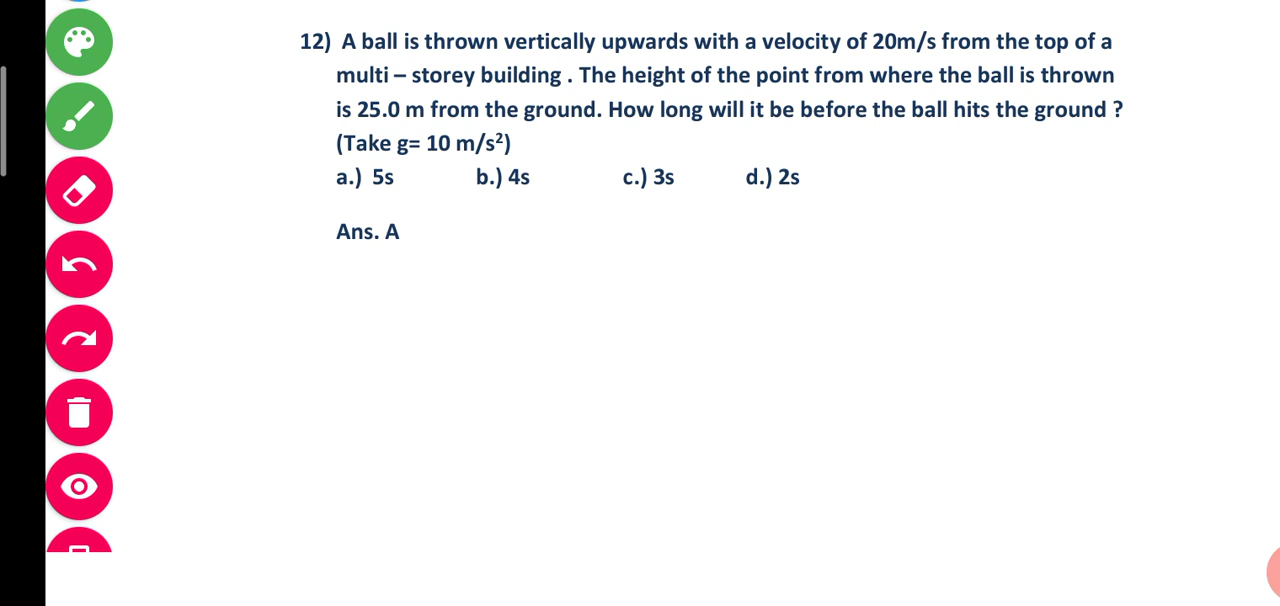 12) A ball is thrown vertically upwards with a velocity of 20m/s from the top of a
multi – storey building . The height of the point from where the ball is thrown
is 25.0 m from the ground. How long will it be before the ball hits the ground ?
(Take g= 10 m/s²)
a.) 5s b.) 4s c.) 3s d.) 2s
Ans. A